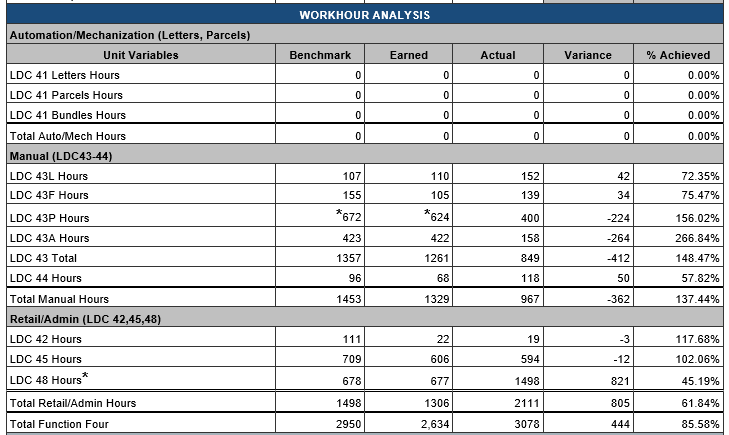 WORKHOUR ANALYSIS
Automation/Mechanization (Letters, Parcels)
Unit Variables Benchmark Earned Actual Variance % Achieved
LDC 41 Letters Hours 0 0 0 0 0.00%
LDC 41 Parcels Hours 0 0 0 0 0.00%
LDC 41 Bundles Hours 0 0 0 0 0.00%
Total Auto/Mech Hours 0 0 0 0 0.00%
Manual (LDC43-44)
LDC 43L Hours 107 110 152 42 72.35%
LDC 43F Hours 155 105 139 34 75.47%
LDC 43P Hours *672 *624 400 -224 156.02%
LDC 43A Hours 423 422 158 -264 266.84%
LDC 43 Total 1357 1261 849 -412 148.47%
LDC 44 Hours 96 68 118 50 57.82%
Total Manual Hours 1453 1329 967 -362 137.44%
Retail/Admin (LDC 42,45,48)
LDC 42 Hours 111 22 19 -3 117.68%
LDC 45 Hours 709 606 594 -12 102.06%
LDC 48 Hours* 678 677 1498 821 45.19%
Total Retail/Admin Hours 1498 1306 2111 805 61.84%
Total Function Four 2950 2,634 3078 444 85.58%